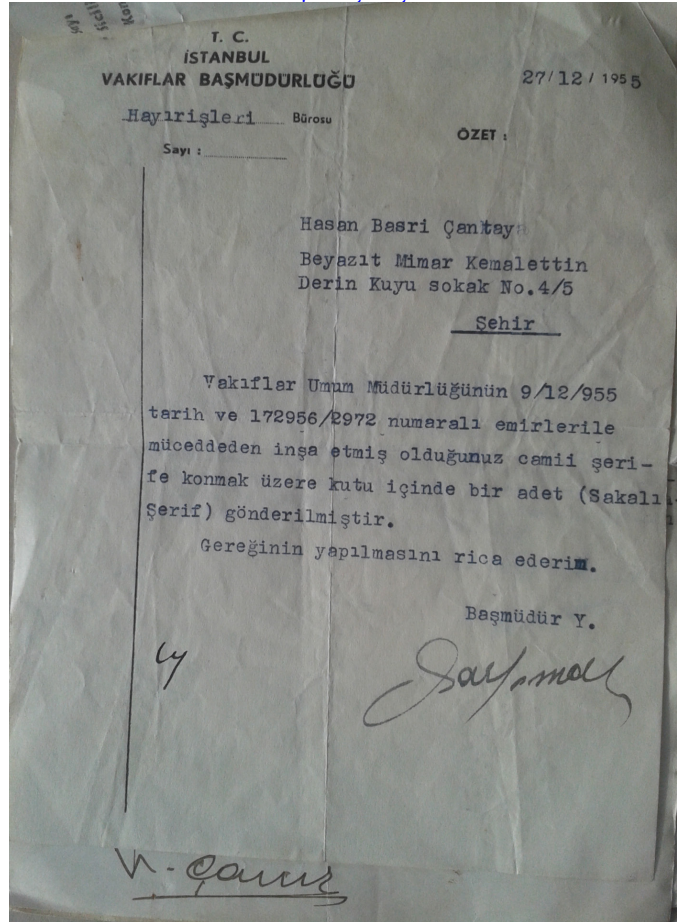 T. C.
İSTANBUL
VAKIFLAR BAŞMÜDÜRLÜĞÜ
27/12/1955
Hayırişleri Bürosu
ÖZET :
Sayı :
Hasan Basri Çantay
Beyazıt Mimar Kemalettin
Derin Kuyu sokak No.4/5
Şehir
Vakıflar Umum Müdürlüğünün 9/12/955
tarih ve 172956/2972 numaralı emirlerile
müceddeden inşa etmiş olduğunuz camii şeri-
fe konmak üzere kutu içinde bir adet (Sakalı
Şerif) gönderilmiştir.
Gereğinin yapılmasını rica ederim.
Başmüdür Y.